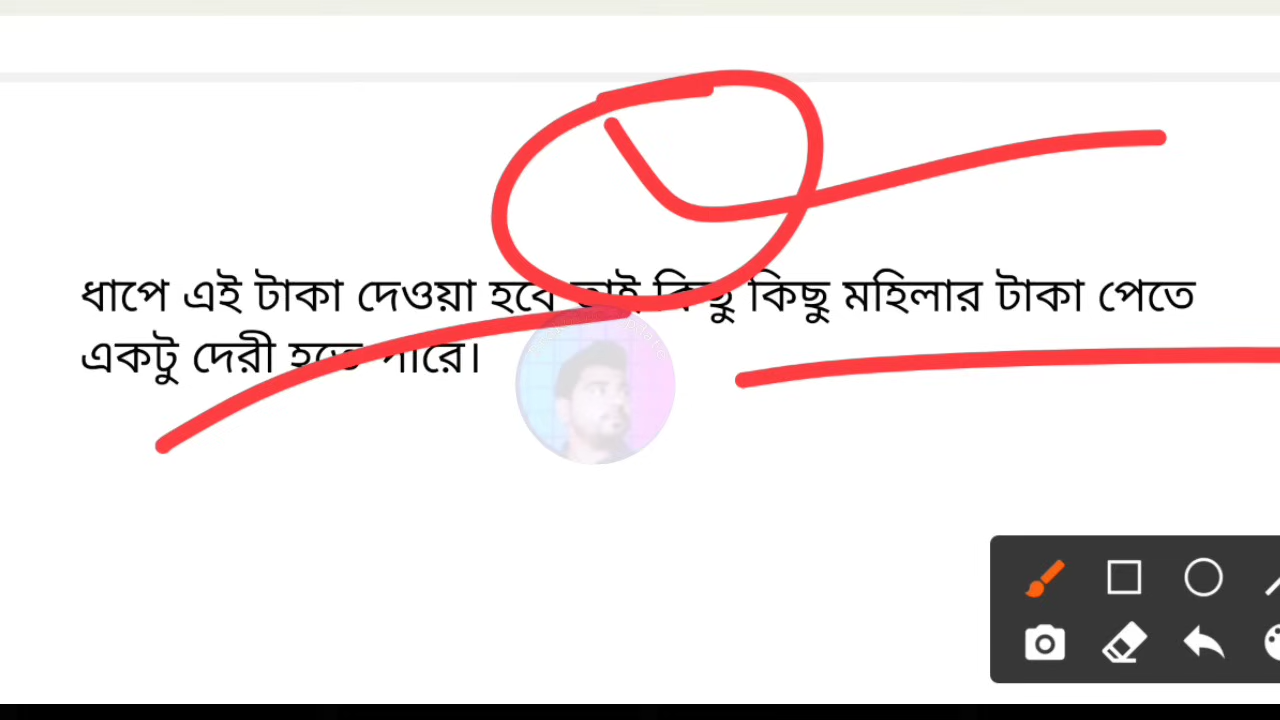 ধাপে এই টাকা দেওয়া হবে তাই কিছু কিছু মহিলার টাকা পেতে
একটু দেরী হতে পারে।